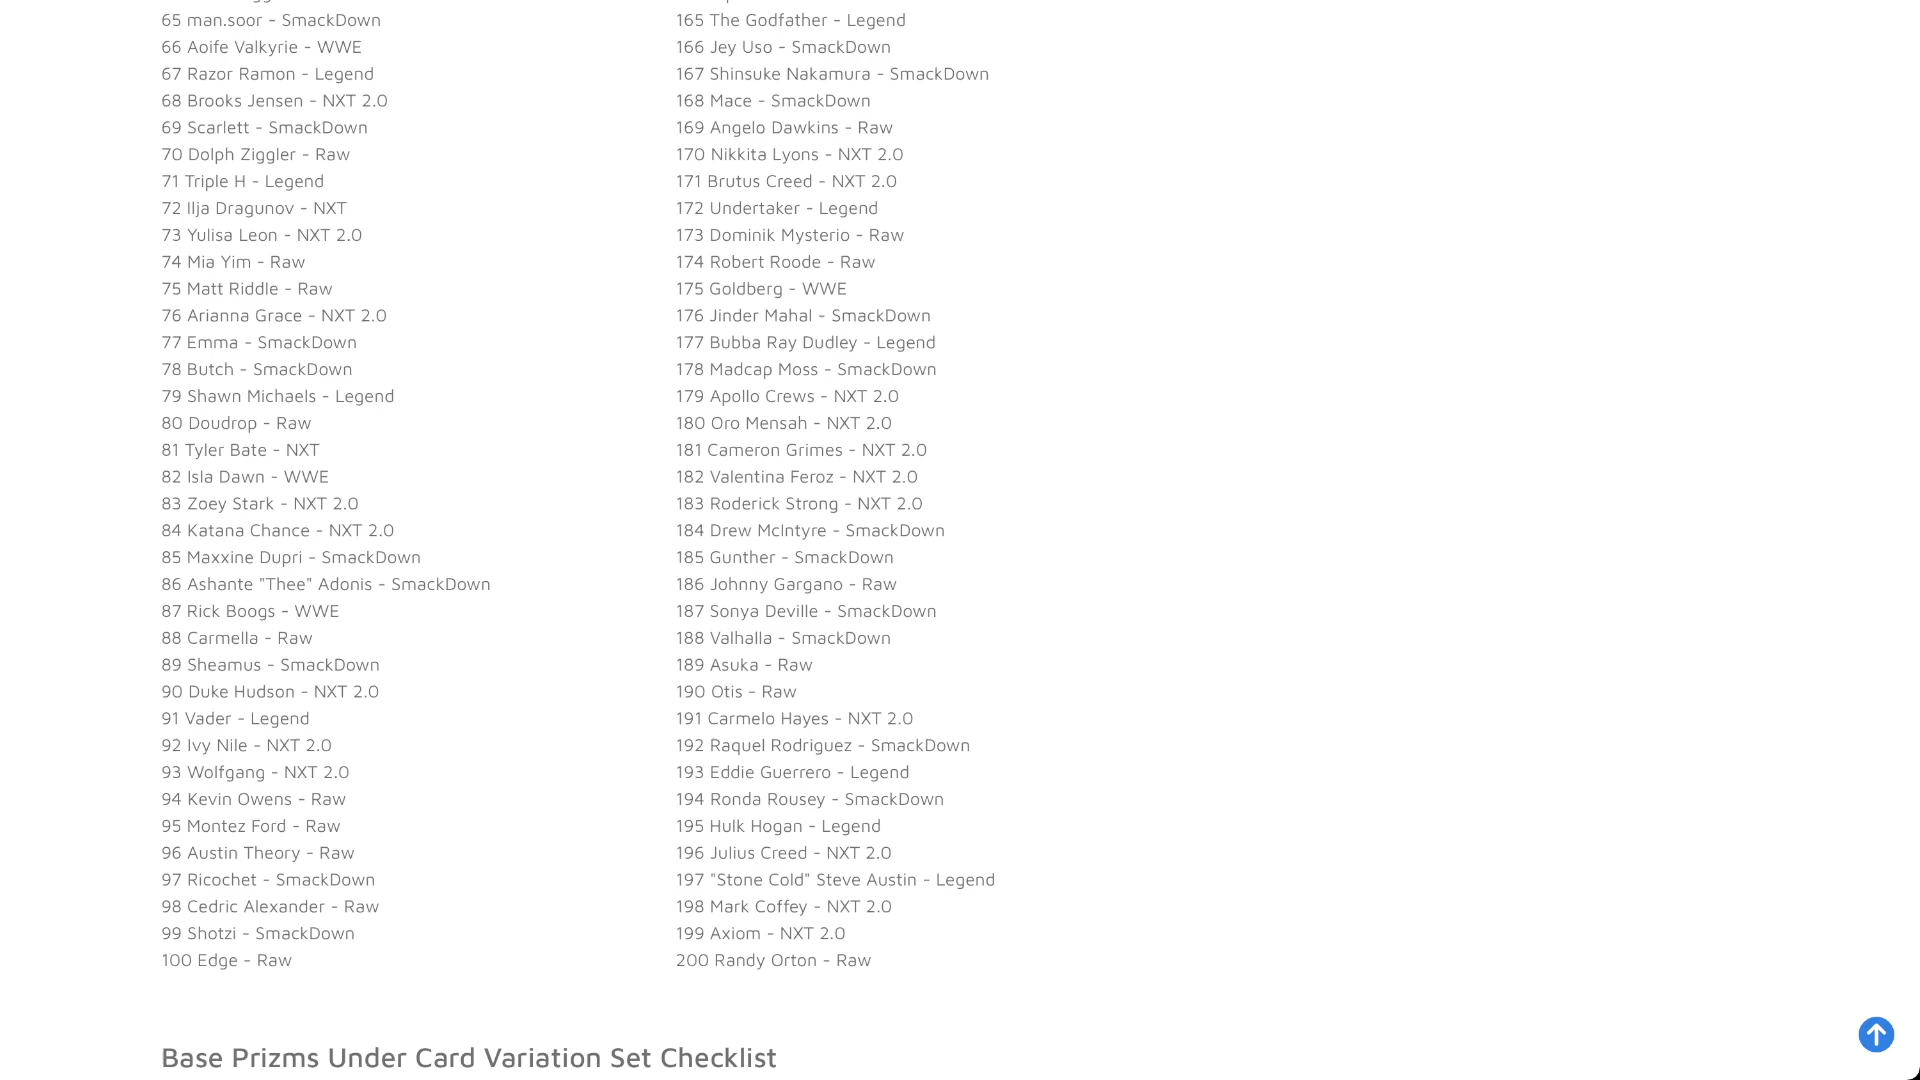 65 man.soor - SmackDown
66 Aoife Valkyrie - WWE
67 Razor Ramon - Legend
68 Brooks Jensen - NXT 2.0
69 Scarlett - SmackDown
70 Dolph Ziggler - Raw
71 Triple H - Legend
72 Ilja Dragunov - NXT
73 Yulisa Leon - NXT 2.0
74 Mia Yim - Raw
75 Matt Riddle - Raw
76 Arianna Grace - NXT 2.0
77 Emma - SmackDown
78 Butch - SmackDown
79 Shawn Michaels - Legend
80 Doudrop - Raw
81 Tyler Bate - NXT
82 Isla Dawn - WWE
83 Zoey Stark - NXT 2.0
84 Katana Chance - NXT 2.0
85 Maxxine Dupri - SmackDown
86 Ashante "Thee" Adonis - SmackDown
87 Rick Boogs - WWE
88 Carmella - Raw
89 Sheamus - SmackDown
90 Duke Hudson - NXT 2.0
91 Vader - Legend
92 Ivy Nile - NXT 2.0
93 Wolfgang - NXT 2.0
94 Kevin Owens - Raw
95 Montez Ford - Raw
96 Austin Theory - Raw
97 Ricochet - SmackDown
98 Cedric Alexander - Raw
99 Shotzi - SmackDown
100 Edge - Raw
165 The Godfather - Legend
166 Jey Uso - SmackDown
167 Shinsuke Nakamura - SmackDown
168 Mace - SmackDown
169 Angelo Dawkins - Raw
170 Nikkita Lyons - NXT 2.0
171 Brutus Creed - NXT 2.0
172 Undertaker - Legend
173 Dominik Mysterio - Raw
174 Robert Roode - Raw
175 Goldberg - WWE
176 Jinder Mahal - SmackDown
177 Bubba Ray Dudley - Legend
178 Madcap Moss - SmackDown
179 Apollo Crews - NXT 2.0
180 Oro Mensah - NXT 2.0
181 Cameron Grimes - NXT 2.0
182 Valentina Feroz - NXT 2.0
183 Roderick Strong - NXT 2.0
184 Drew McIntyre - SmackDown
185 Gunther - SmackDown
186 Johnny Gargano - Raw
187 Sonya Deville - SmackDown
188 Valhalla - SmackDown
189 Asuka - Raw
190 Otis - Raw
191 Carmelo Hayes - NXT 2.0
192 Raquel Rodriguez - SmackDown
193 Eddie Guerrero - Legend
194 Ronda Rousey - SmackDown
195 Hulk Hogan - Legend
196 Julius Creed - NXT 2.0
197 "Stone Cold" Steve Austin - Legend
198 Mark Coffey - NXT 2.0
199 Axiom - NXT 2.0
200 Randy Orton - Raw
Base Prizms Under Card Variation Set Checklist